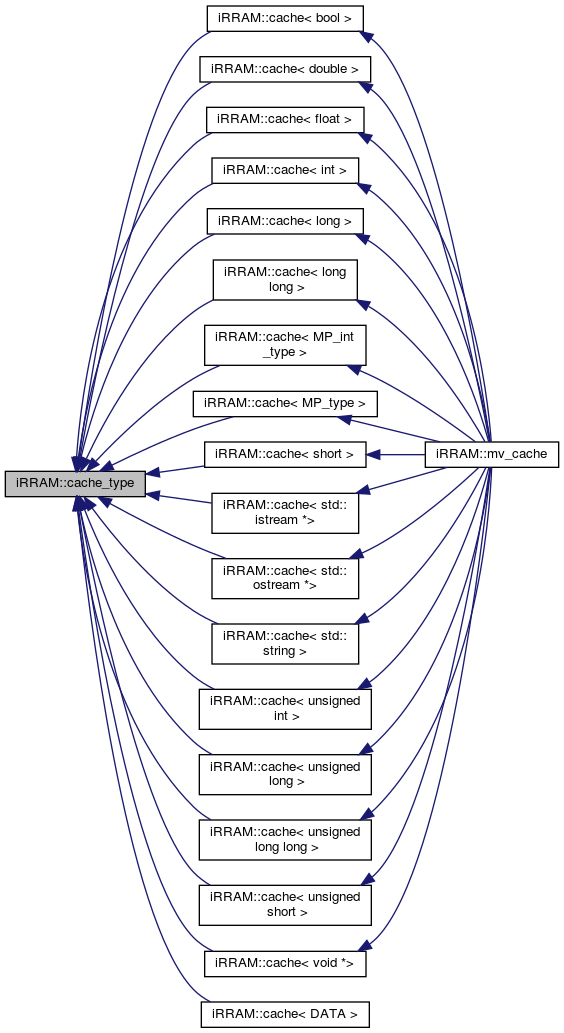 iRRAM::cache< bool >
iRRAM::cache< double >
iRRAM::cache< float >
iRRAM::cache< int >
iRRAM::cache< long >
iRRAM::cache< long
long >
iRRAM::cache< MP_int
_type >
iRRAM::cache< MP_type >
iRRAM::cache< short >
iRRAM::mv_cache
iRRAM::cache_type
iRRAM::cache< std::
istream *>
iRRAM::cache< std::
ostream *>
iRRAM::cache< std::
string >
iRRAM::cache< unsigned
int >
iRRAM::cache< unsigned
long >
iRRAM::cache< unsigned
long long >
iRRAM::cache< unsigned
short >
iRRAM::cache< void *>
iRRAM::cache< DATA >